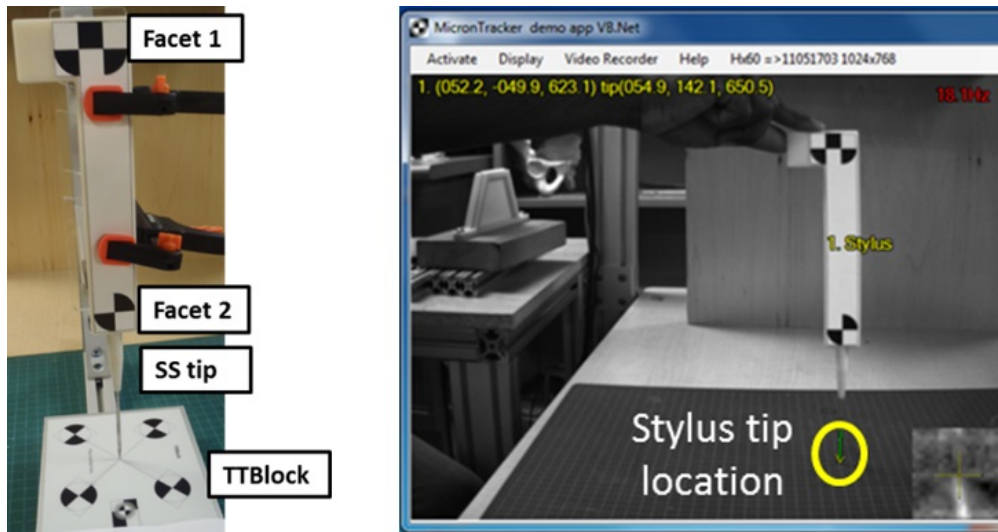 Facet 1
Facet 2
SS tip
TTBlock
MicronTracker demo app VB.Net
Activate Display Video Recorder Help Hx60 =>11051703 1024x768
1. (052.2, -049.9, 623.1) tip(054.9, 142.1, 650.5)
18.1Hz
1. Stylus
Stylus tip
location